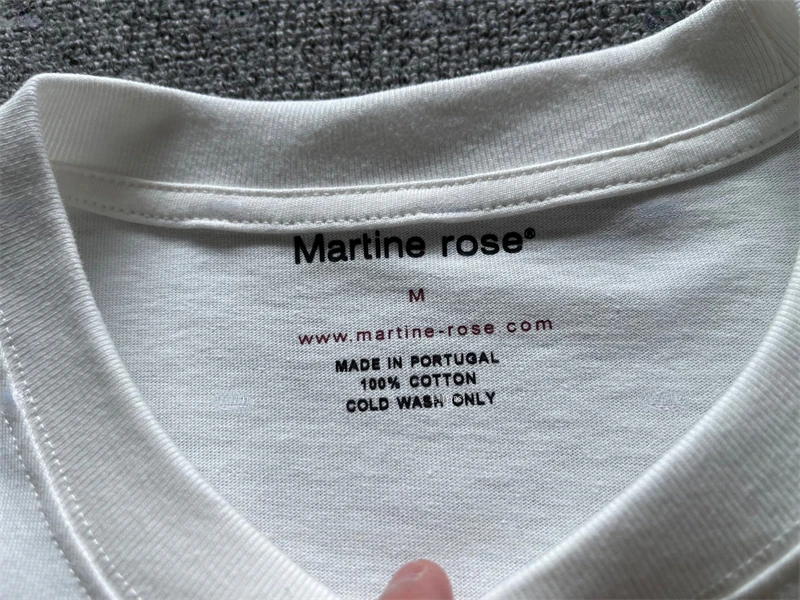 Martine rose®
M
www.martine-rose.com
MADE IN PORTUGAL
100% COTTON
COLD WASH ONLY